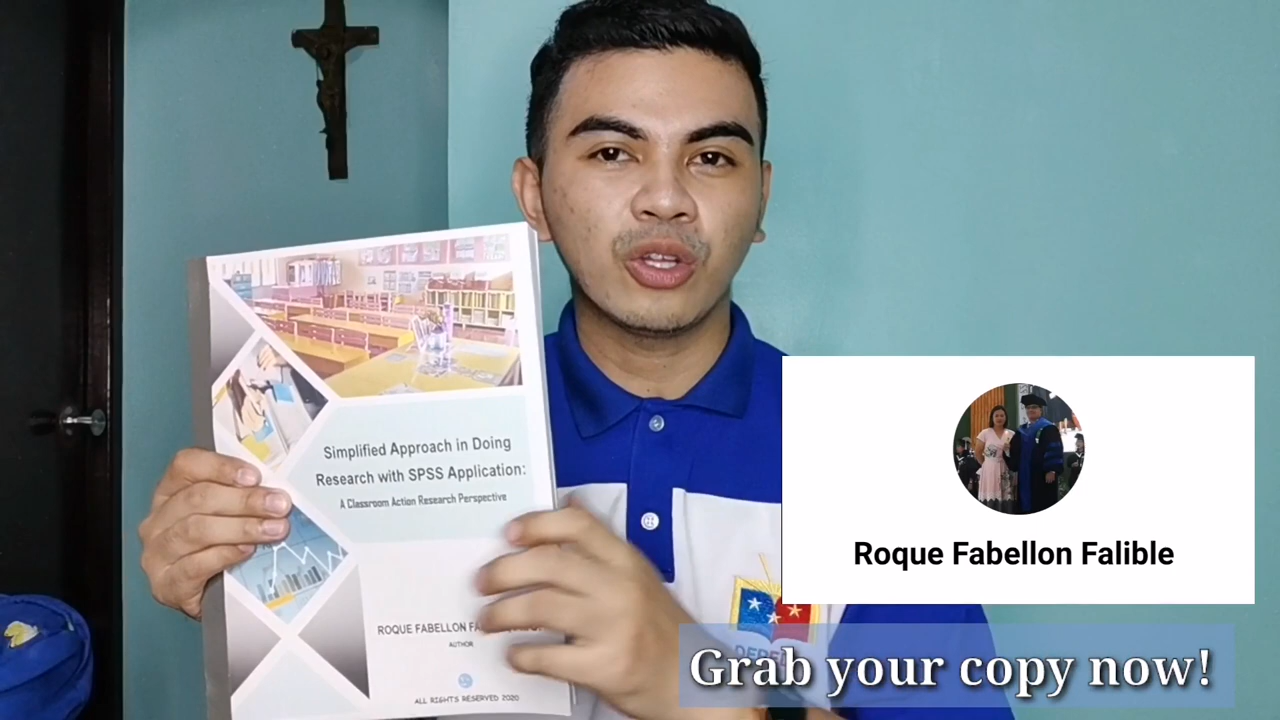 Simplified Approach in Doing
Research with SPSS Application:
A Classroom Action Research Perspective
ROQUE FABELLON
AUTHOR
ALL RIGHTS RESERVED 2020
Roque Fabellon Falible
Grab your copy now!